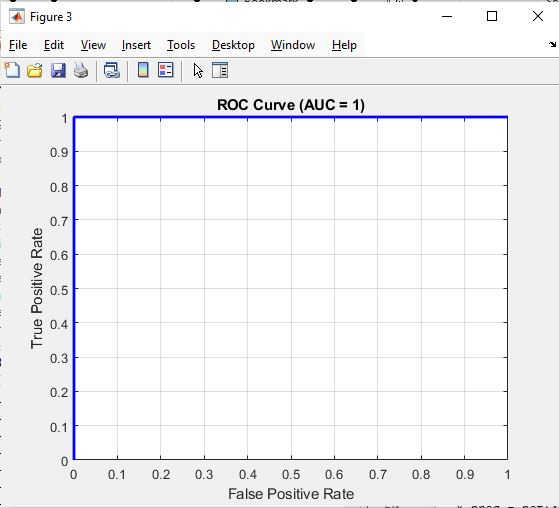 Figure 3
File Edit View Insert Tools Desktop Window Help
ROC Curve (AUC = 1)
1
0.9
0.8
0.7
0.6
0.5
0.4
0.3
0.2
0.1
0
True Positive Rate
0 0.1 0.2 0.3 0.4 0.5 0.6 0.7 0.8 0.9 1
False Positive Rate